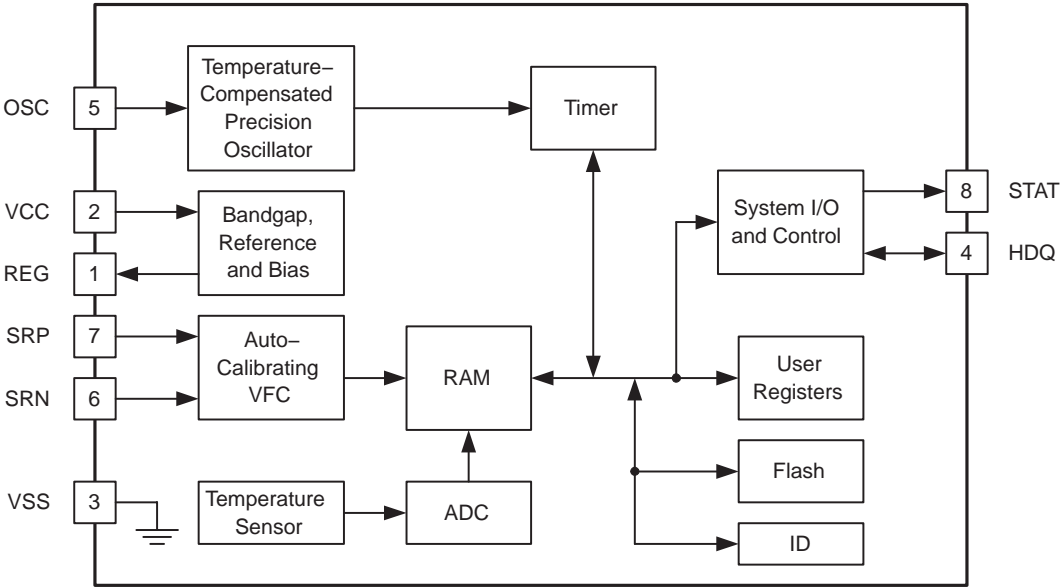 OSC
5
Temperature–
Compensated
Precision
Oscillator
Timer
VCC
2
Bandgap,
Reference
and Bias
REG
1
System I/O
and Control
8
STAT
4
HDQ
SRP
7
Auto–
Calibrating
VFC
SRN
6
RAM
User
Registers
Flash
VSS
3
Temperature
Sensor
ADC
ID